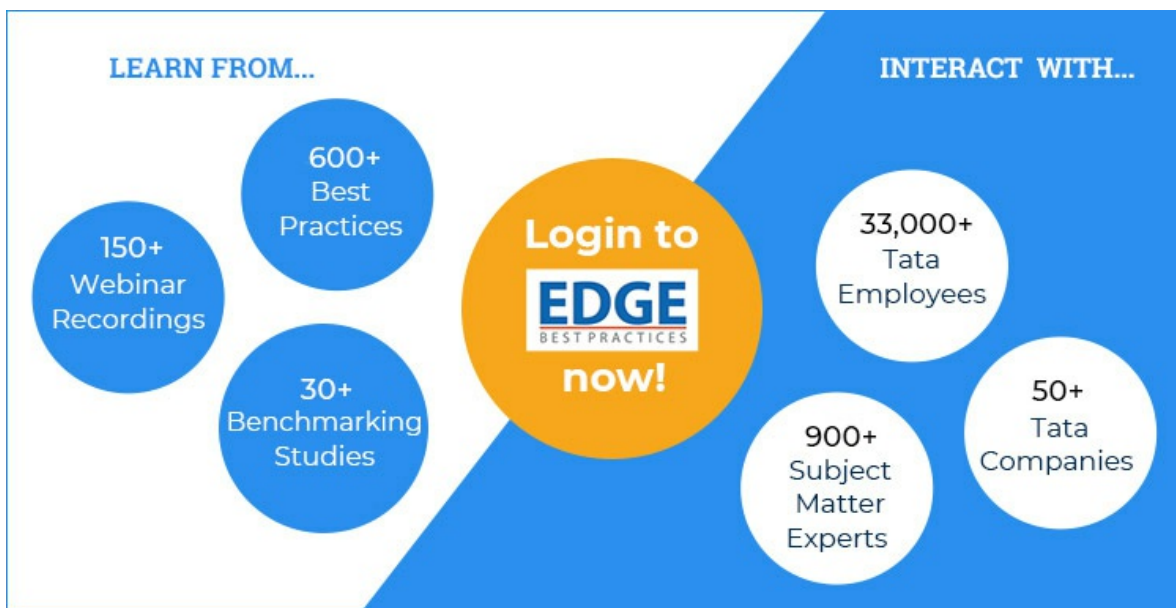 LEARN FROM...
600+
Best
Practices
150+
Webinar
Recordings
30+
Benchmarking
Studies
Login to
EDGE
BEST PRACTICES
now!
INTERACT WITH...
33,000+
Tata
Employees
50+
Tata
Companies
900+
Subject
Matter
Experts